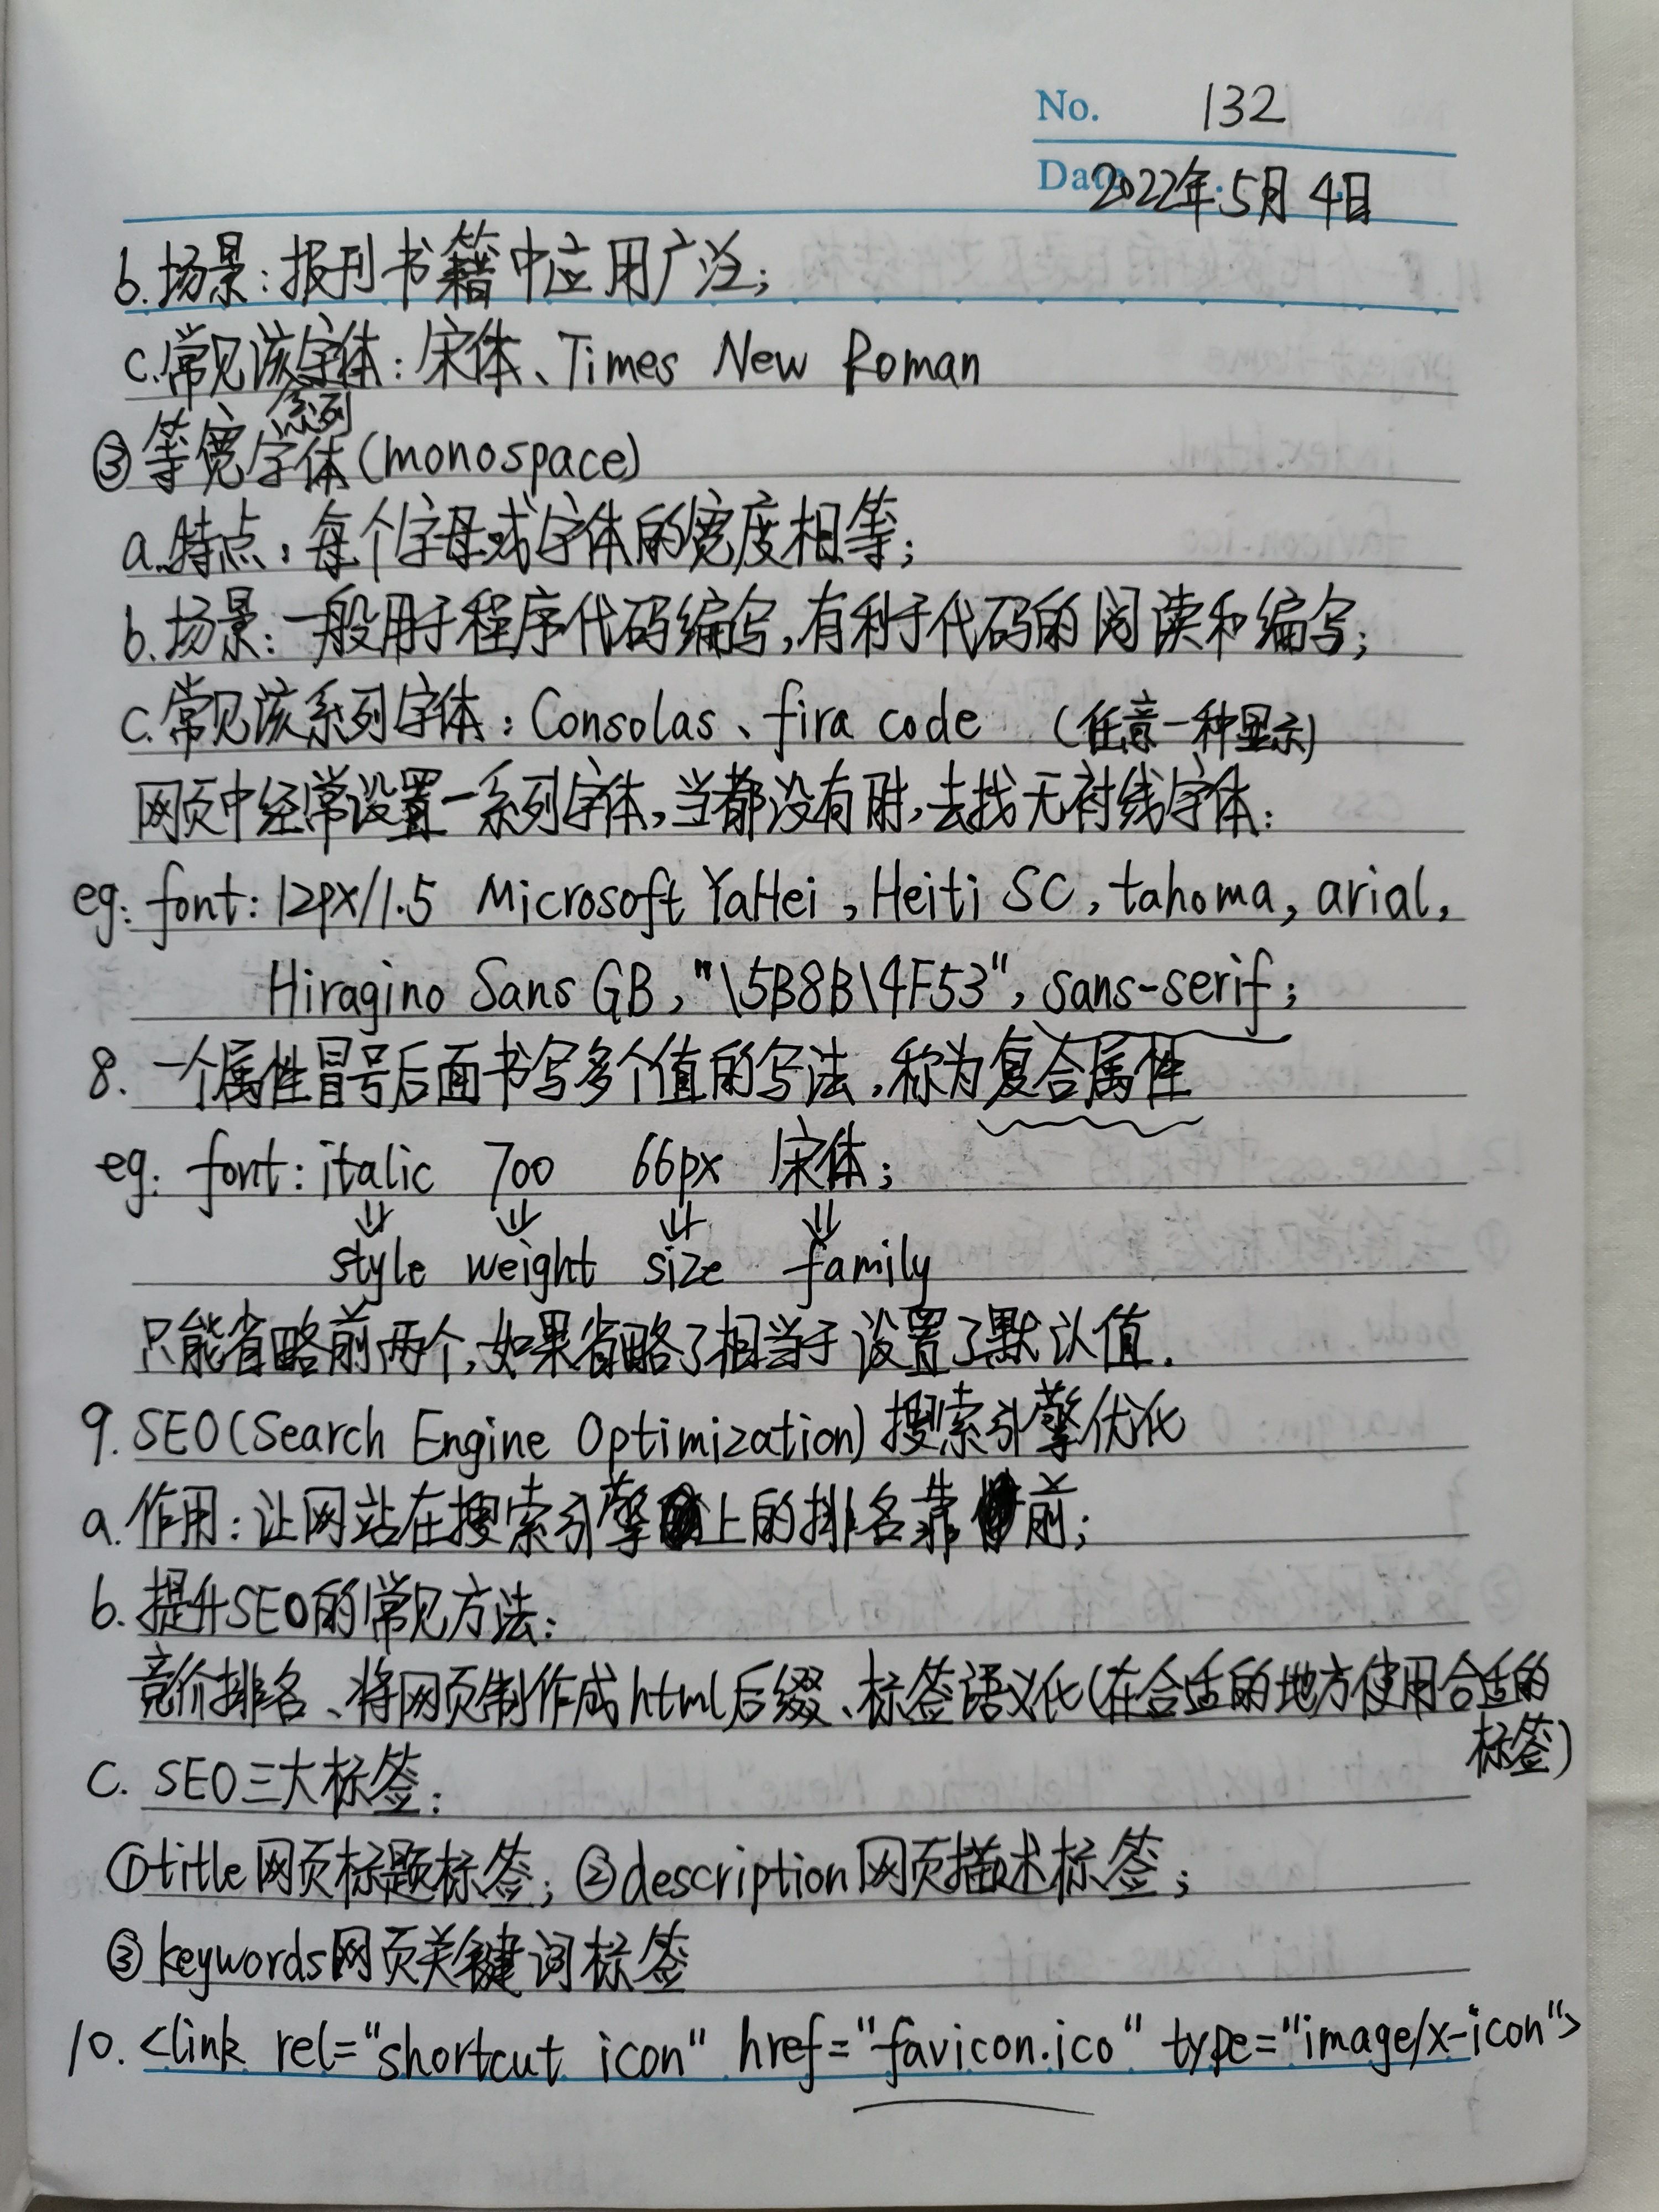 No. 132
Date 2022年5月4日
b.场景:报刊书籍中应用广泛;
c.常见该系列字体:宋体、Times New Roman
③等宽字体(monospace)
a.特点:每个字母或字体的宽度相等;
b.场景:一般用于程序代码编写,有利于代码的阅读和编写;
c.常见该系列字体:Consolas、fira code (任意一种显示)
网页中经常设置一系列字体,当都没有时,去找无衬线字体:
eg: font: 12px/1.5 Microsoft YaHei, Heiti SC, tahoma, arial,
Hiragino Sans GB, "\5B8B\4F53", sans-serif;
8. 一个属性冒号后面书写多个值的写法,称为复合属性
eg: font: italic 700 66px 宋体;
⇓ ⇓ ⇓ ⇓
style weight size family
只能省略前两个,如果省略了相当于设置了默认值.
9. SEO(Search Engine Optimization)搜索引擎优化
a.作用:让网站在搜索引擎上的排名靠前;
b.提升SEO的常见方法:
竞价排名、将网页制作成html后缀、标签语义化(在合适的地方使用合适的
标签)
C. SEO三大标签:
①title网页标题标签; ②description网页描述标签;
③keywords网页关键词标签
10. <link rel="shortcut icon" href="favicon.ico" type="image/x-icon">